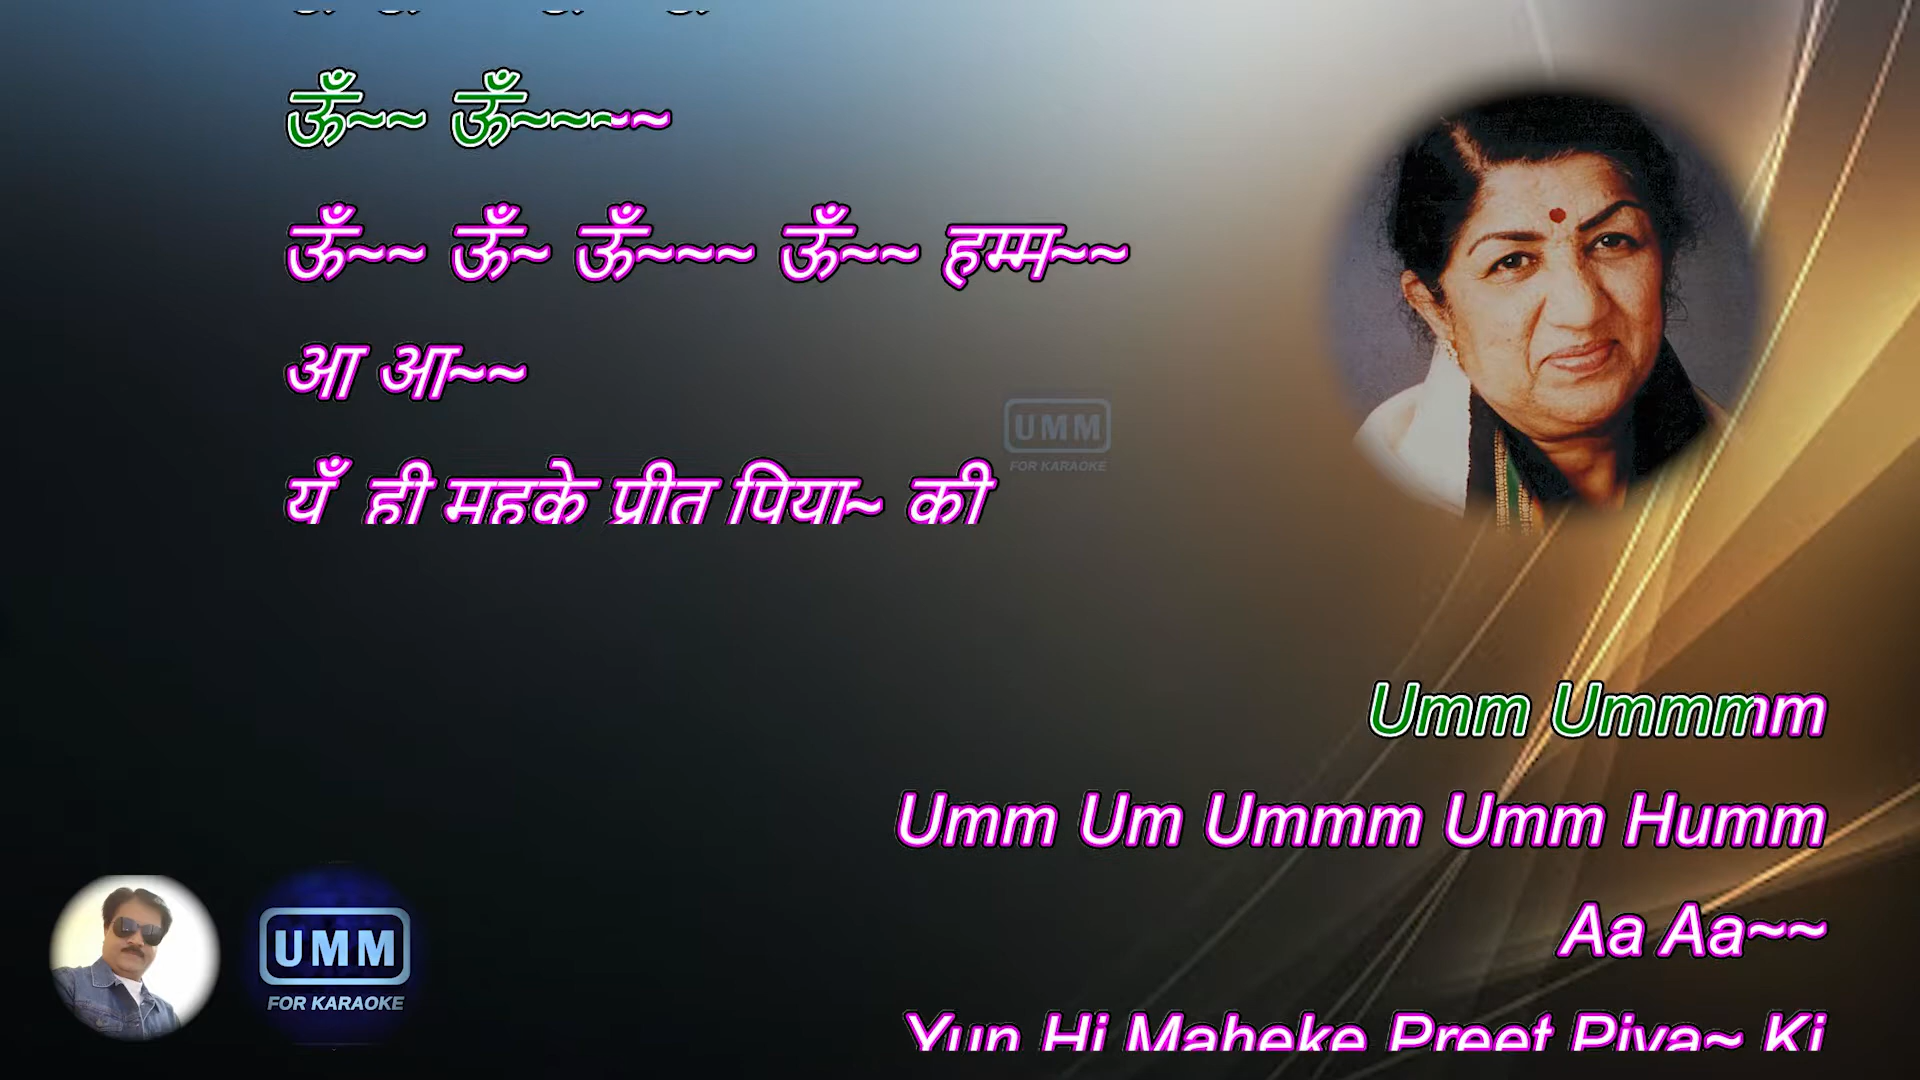 ऊँ~~ ऊँ~~~~~
ऊँ~~ ऊँ~ ऊँ~~~ ऊँ~~ हम्म~~
आ आ~~
यूँ ही महके प्रीत पिया~ की
UMM
FOR KARAOKE
Umm Ummmm
Umm Um Ummm Umm Humm
Aa Aa~~
Yun Hi Maheke Preet Piya~ Ki
UMM
FOR KARAOKE